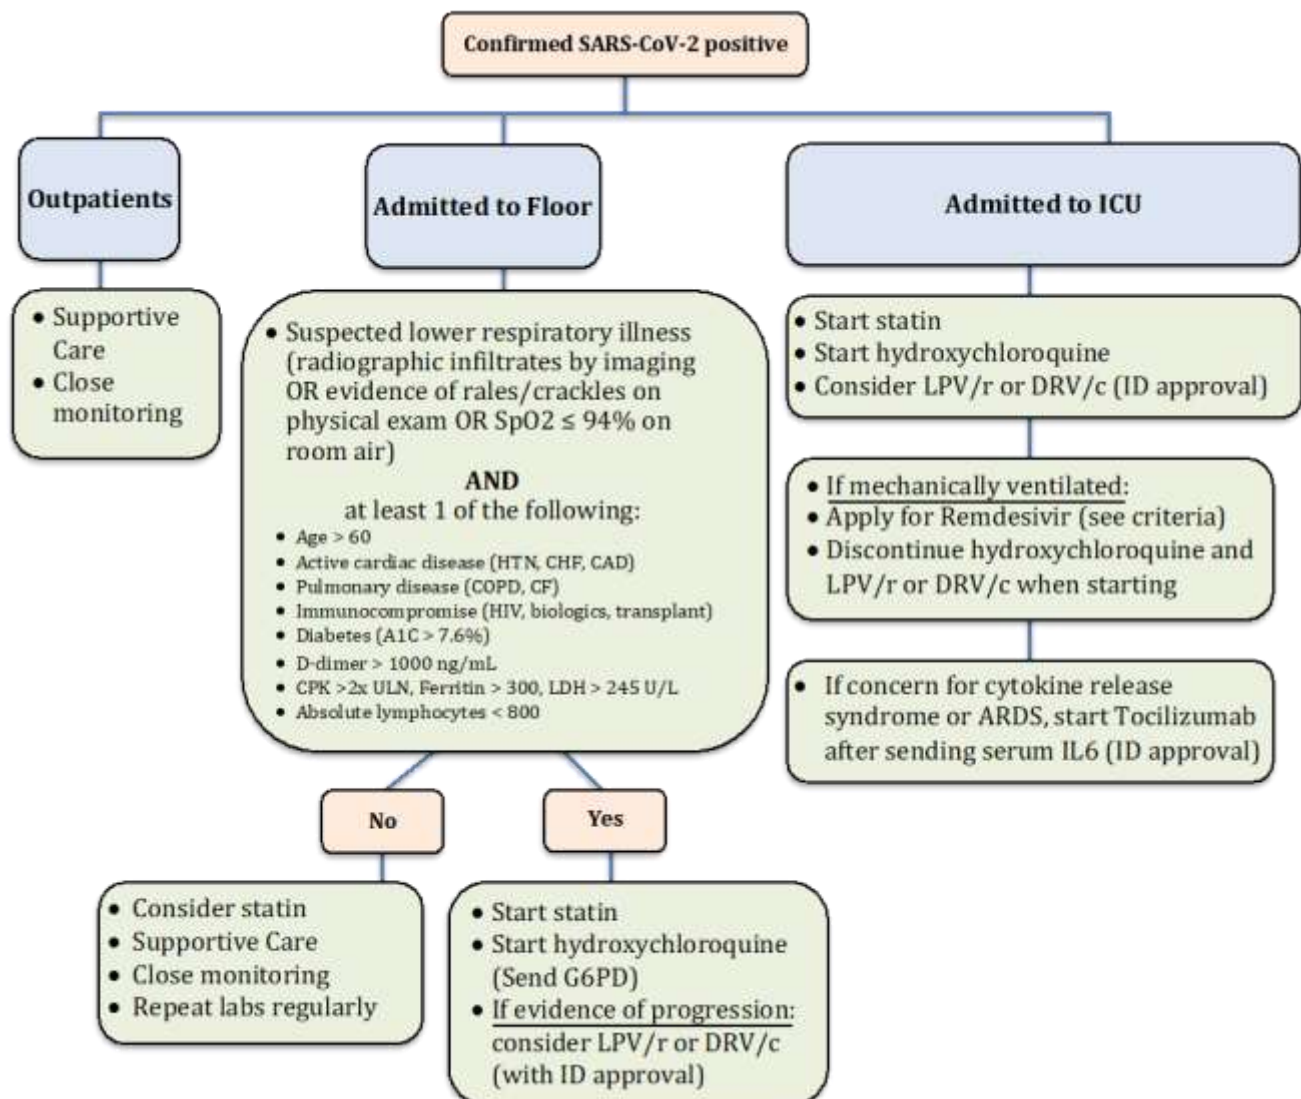 Confirmed SARS-CoV-2 positive
Outpatients
• Supportive
Care
• Close
monitoring
Admitted to Floor
• Suspected lower respiratory illness
(radiographic infiltrates by imaging
OR evidence of rales/crackles on
physical exam OR SpO2 ≤ 94% on
room air)
AND
at least 1 of the following:
• Age > 60
• Active cardiac disease (HTN, CHF, CAD)
• Pulmonary disease (COPD, CF)
• Immunocompromise (HIV, biologics, transplant)
• Diabetes (A1C > 7.6%)
• D-dimer > 1000 ng/mL
• CPK >2x ULN, Ferritin > 300, LDH > 245 U/L
• Absolute lymphocytes < 800
No
• Consider statin
• Supportive Care
• Close monitoring
• Repeat labs regularly
Yes
• Start statin
• Start hydroxychloroquine
(Send G6PD)
• If evidence of progression:
consider LPV/r or DRV/c
(with ID approval)
Admitted to ICU
• Start statin
• Start hydroxychloroquine
• Consider LPV/r or DRV/c (ID approval)
• If mechanically ventilated:
• Apply for Remdesivir (see criteria)
• Discontinue hydroxychloroquine and
LPV/r or DRV/c when starting
• If concern for cytokine release
syndrome or ARDS, start Tocilizumab
after sending serum IL6 (ID approval)